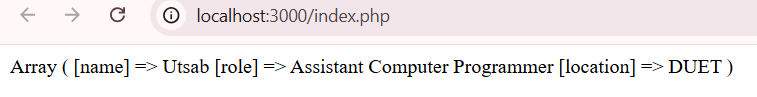 localhost:3000/index.php
Array ( [name] => Utsab [role] => Assistant Computer Programmer [location] => DUET )